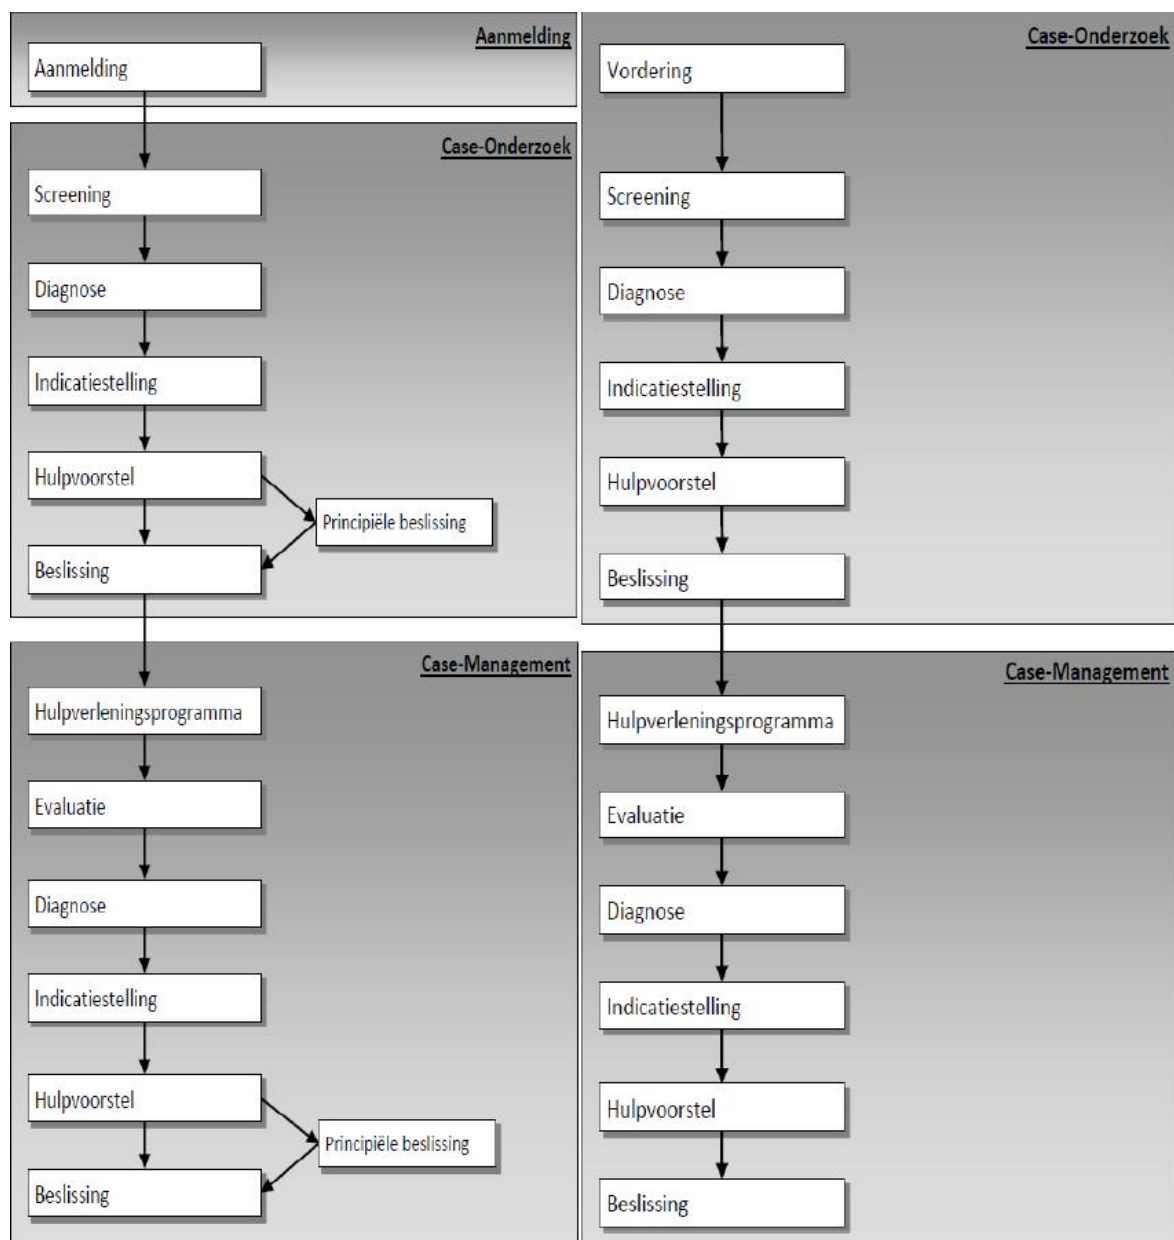 Aanmelding
Aanmelding
Case-Onderzoek
Screening
Diagnose
Indicatiestelling
Hulpvoorstel
Principiële beslissing
Beslissing
Case-Management
Hulpverleningsprogramma
Evaluatie
Diagnose
Indicatiestelling
Hulpvoorstel
Principiële beslissing
Beslissing
Case-Onderzoek
Vordering
Screening
Diagnose
Indicatiestelling
Hulpvoorstel
Beslissing
Case-Management
Hulpverleningsprogramma
Evaluatie
Diagnose
Indicatiestelling
Hulpvoorstel
Beslissing